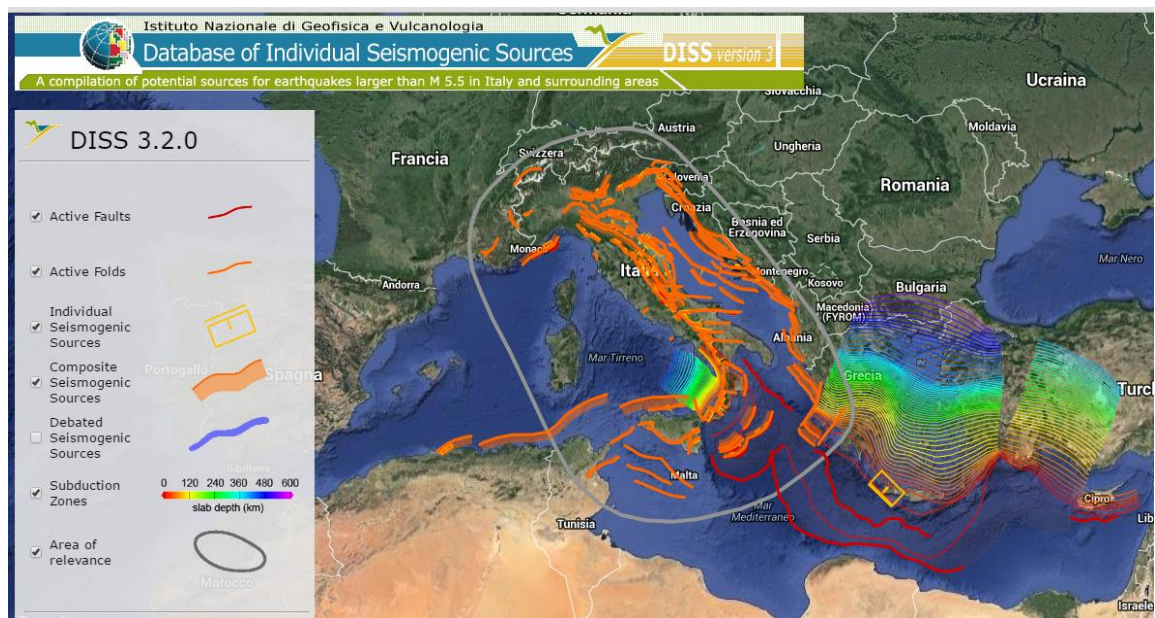 Germania
Istituto Nazionale di Geofisica e Vulcanologia
Database of Individual Seismogenic Sources
DISS version 3
A compilation of potential sources for earthquakes larger than M 5.5 in Italy and surrounding areas
Slovacchia
Ucraina
DISS 3.2.0
Austria
Moldavia
Francia
Svizzera
Ungheria
Slovenia
Romania
Active Faults
Croazia
Bosnia ed
Erzegovina
Serbia
Monaco
Mar Nero
Active Folds
Italia
Montenegro
Kosovo
Andorra
Bulgaria
Macedonia
(FYROM)
Individual
Seismogenic
Sources
Albania
Mar Tirreno
Composite
Seismogenic
Sources
Portogallo
Spagna
Grecia
Turch
Debated
Seismogenic
Sources
Gibilterra
Malta
Subduction
Zones
0 120 240 360 480 600
slab depth (km)
Cipro
Mar
Mediterraneo
Tunisia
Lib
Area of
relevance
Marocco
Israele